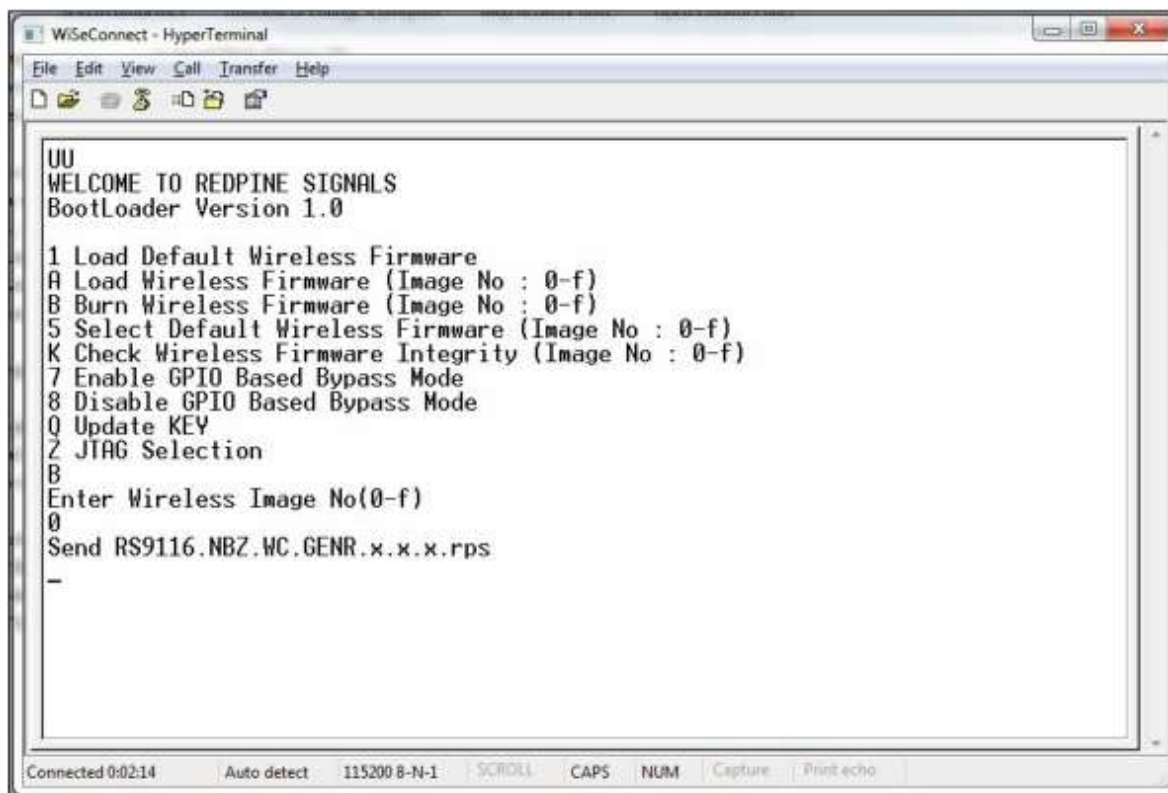 WiSeConnect - HyperTerminal
File Edit View Call Transfer Help
UU
WELCOME TO REDPINE SIGNALS
BootLoader Version 1.0
1 Load Default Wireless Firmware
A Load Wireless Firmware (Image No : 0-f)
B Burn Wireless Firmware (Image No : 0-f)
5 Select Default Wireless Firmware (Image No : 0-f)
K Check Wireless Firmware Integrity (Image No : 0-f)
7 Enable GPIO Based Bypass Mode
8 Disable GPIO Based Bypass Mode
Q Update KEY
Z JTAG Selection
B
Enter Wireless Image No(0-f)
0
Send RS9116.NBZ.WC.GENR.x.x.x.rps
_
Connected 0:02:14 Auto detect 115200 8-N-1 SCROLL CAPS NUM Capture Print echo